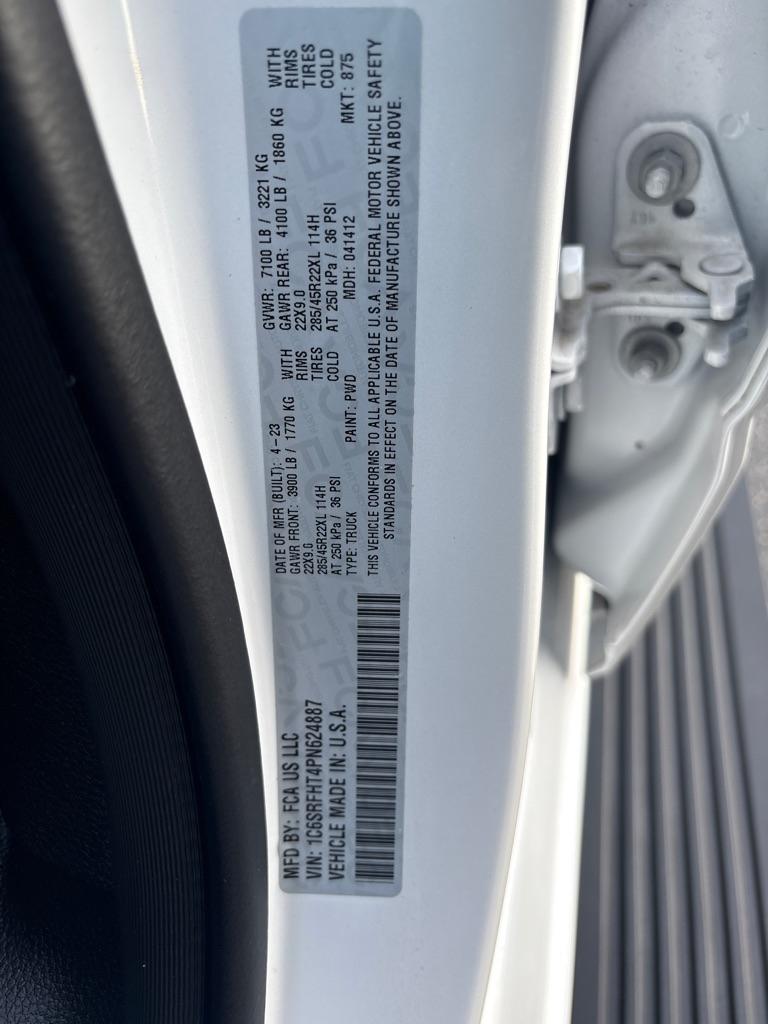 MFD BY: FCA US LLC
VIN: 1C6SRFHT4PN624887
VEHICLE MADE IN: U.S.A.
DATE OF MFR (BUILT): 4-23
GAWR FRONT: 3900 LB / 1770 KG WITH
22X9.0 RIMS
285/45R22XL 114H TIRES
AT 250 kPa / 36 PSI COLD
TYPE: TRUCK PAINT: PWD
GVWR: 7100 LB / 3221 KG
GAWR REAR: 4100 LB / 1860 KG WITH
22X9.0 RIMS
285/45R22XL 114H TIRES
AT 250 kPa / 36 PSI COLD
MDH: 041412 MKT: 875
THIS VEHICLE CONFORMS TO ALL APPLICABLE U.S.A. FEDERAL MOTOR VEHICLE SAFETY
STANDARDS IN EFFECT ON THE DATE OF MANUFACTURE SHOWN ABOVE.